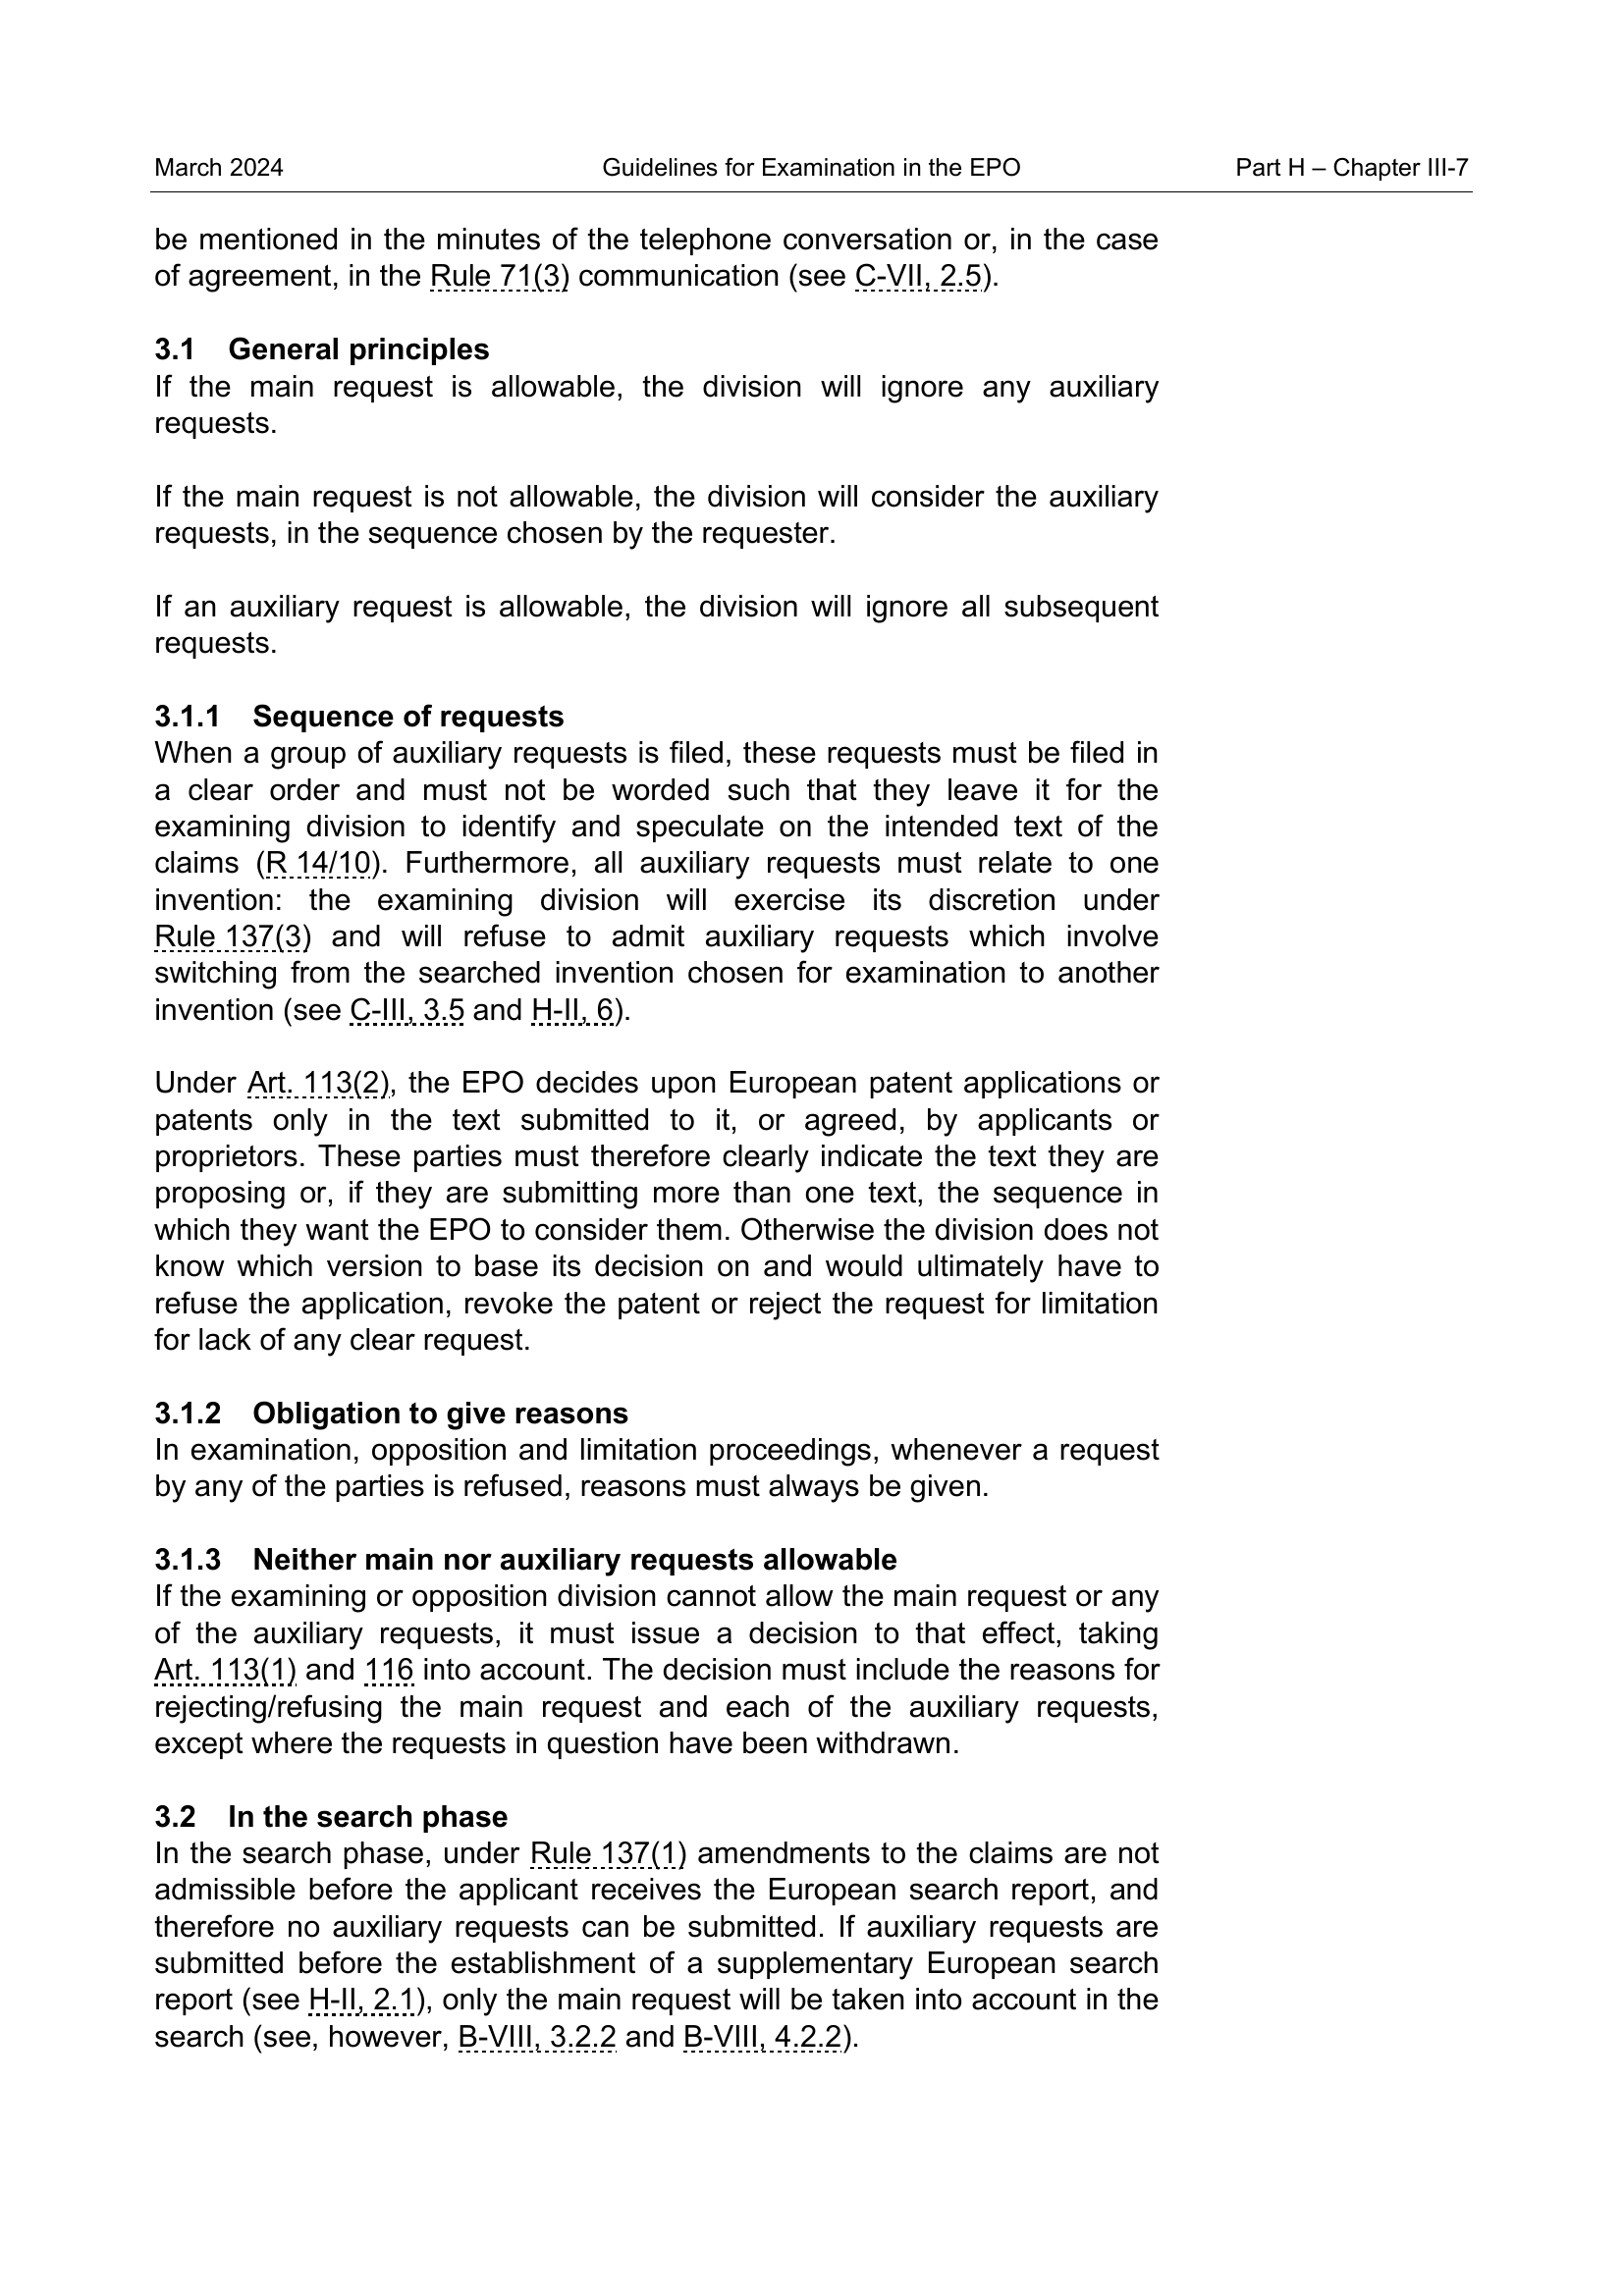 March 2024 Guidelines for Examination in the EPO Part H – Chapter III-7
be mentioned in the minutes of the telephone conversation or, in the case
of agreement, in the Rule 71(3) communication (see C-VII, 2.5).
3.1 General principles
If the main request is allowable, the division will ignore any auxiliary
requests.
If the main request is not allowable, the division will consider the auxiliary
requests, in the sequence chosen by the requester.
If an auxiliary request is allowable, the division will ignore all subsequent
requests.
3.1.1 Sequence of requests
When a group of auxiliary requests is filed, these requests must be filed in
a clear order and must not be worded such that they leave it for the
examining division to identify and speculate on the intended text of the
claims (R 14/10). Furthermore, all auxiliary requests must relate to one
invention: the examining division will exercise its discretion under
Rule 137(3) and will refuse to admit auxiliary requests which involve
switching from the searched invention chosen for examination to another
invention (see C-III, 3.5 and H-II, 6).
Under Art. 113(2), the EPO decides upon European patent applications or
patents only in the text submitted to it, or agreed, by applicants or
proprietors. These parties must therefore clearly indicate the text they are
proposing or, if they are submitting more than one text, the sequence in
which they want the EPO to consider them. Otherwise the division does not
know which version to base its decision on and would ultimately have to
refuse the application, revoke the patent or reject the request for limitation
for lack of any clear request.
3.1.2 Obligation to give reasons
In examination, opposition and limitation proceedings, whenever a request
by any of the parties is refused, reasons must always be given.
3.1.3 Neither main nor auxiliary requests allowable
If the examining or opposition division cannot allow the main request or any
of the auxiliary requests, it must issue a decision to that effect, taking
Art. 113(1) and 116 into account. The decision must include the reasons for
rejecting/refusing the main request and each of the auxiliary requests,
except where the requests in question have been withdrawn.
3.2 In the search phase
In the search phase, under Rule 137(1) amendments to the claims are not
admissible before the applicant receives the European search report, and
therefore no auxiliary requests can be submitted. If auxiliary requests are
submitted before the establishment of a supplementary European search
report (see H-II, 2.1), only the main request will be taken into account in the
search (see, however, B-VIII, 3.2.2 and B-VIII, 4.2.2).